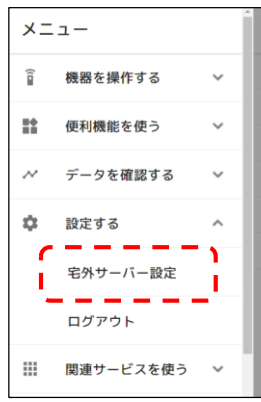 メニュー
機器を操作する
便利機能を使う
データを確認する
設定する
宅外サーバー設定
ログアウト
関連サービスを使う